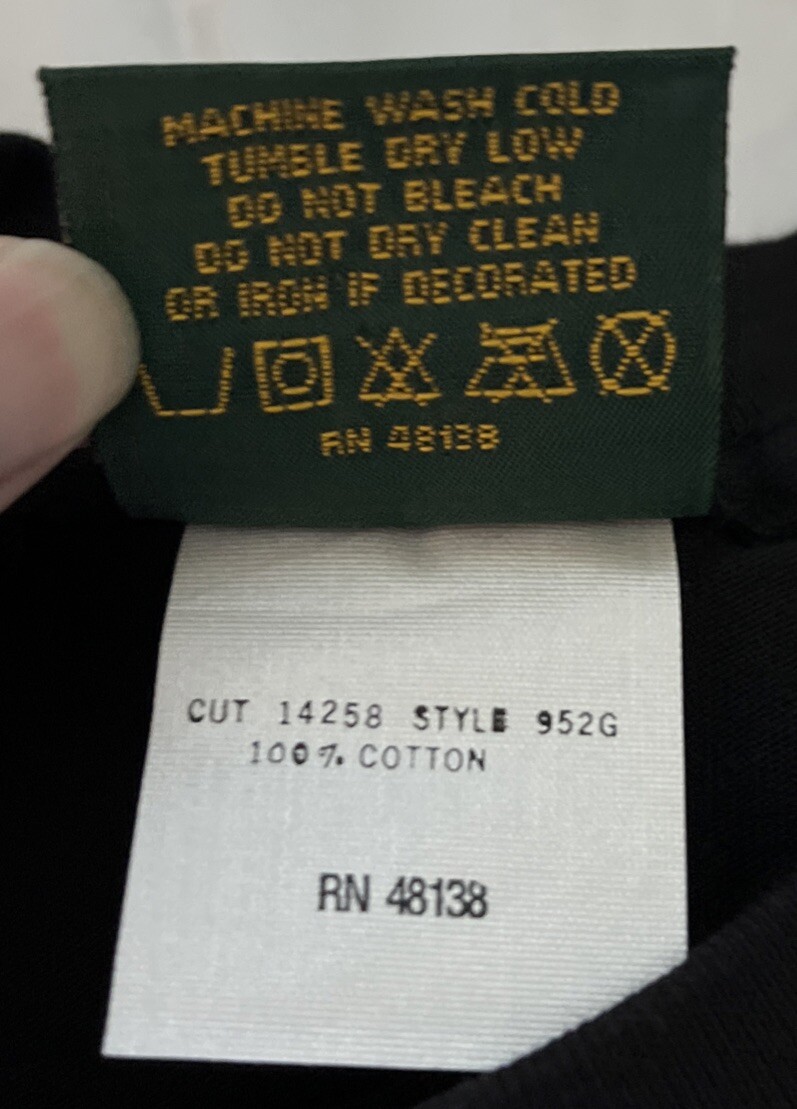 MACHINE WASH COLD
TUMBLE DRY LOW
DO NOT BLEACH
DO NOT DRY CLEAN
OR IRON IF DECORATED
RN 48138
CUT 14258 STYLE 952G
100% COTTON
RN 48138